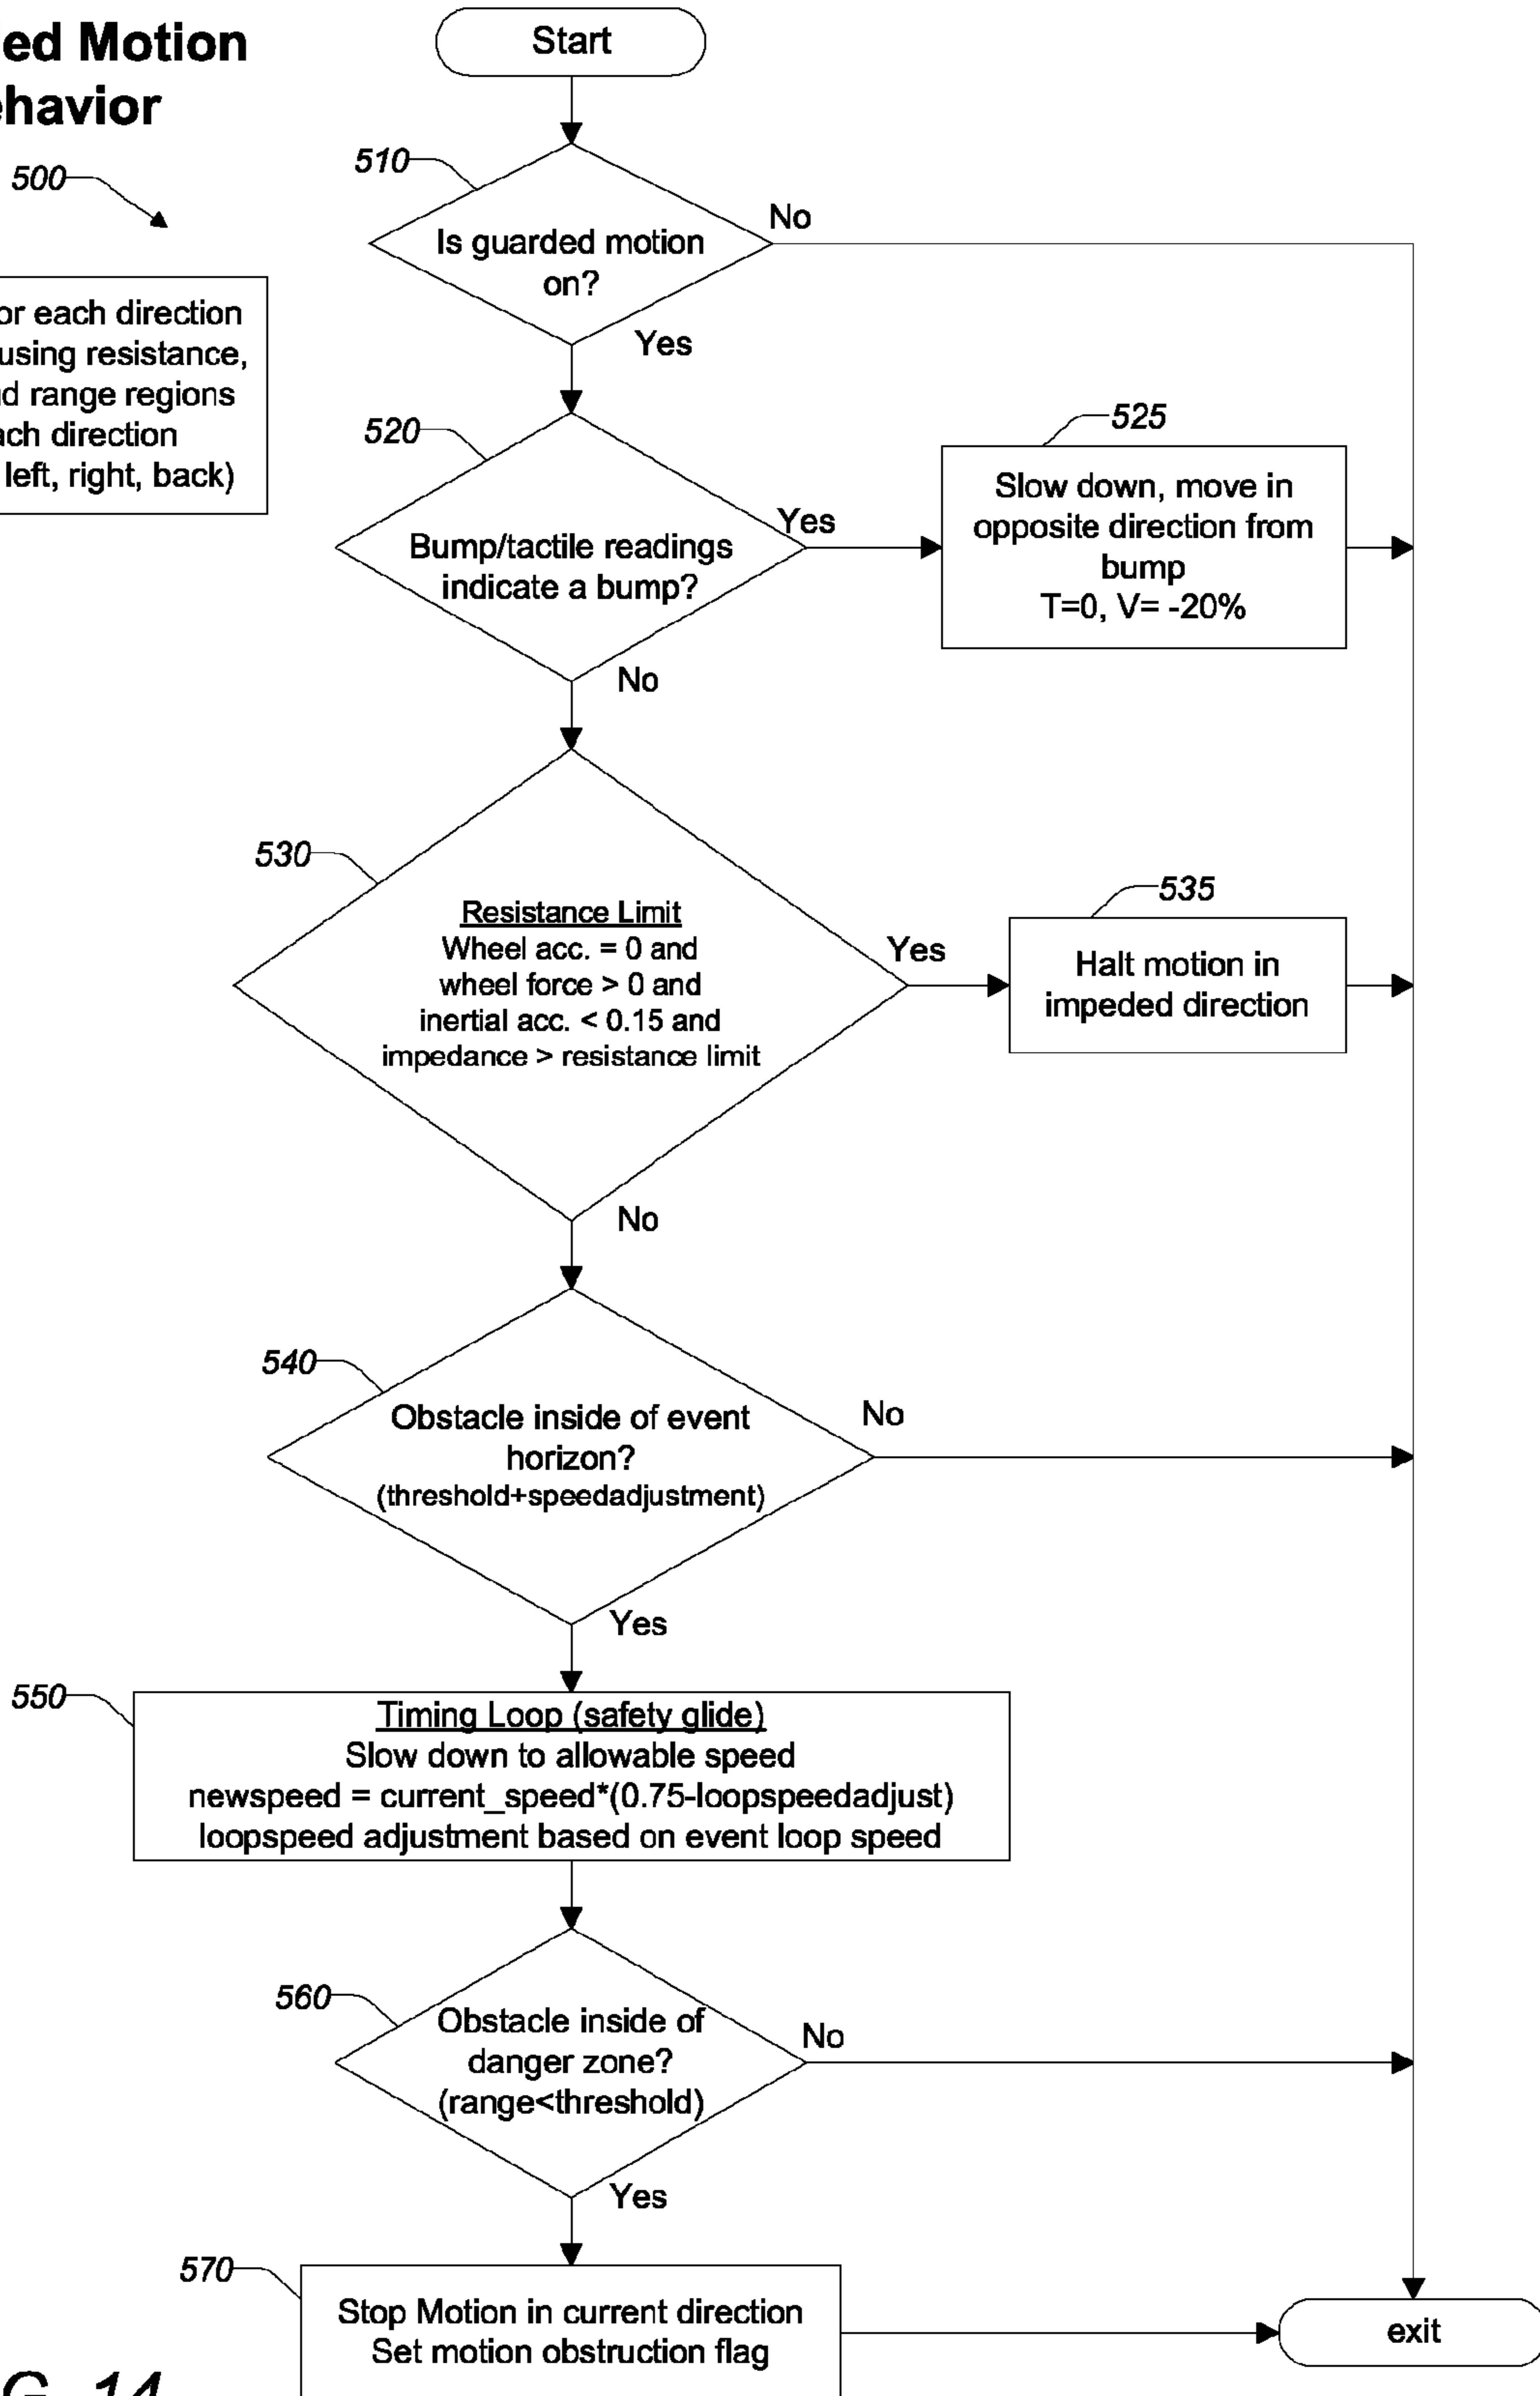 ed Motion
ehavior
500
or each direction
using resistance,
d range regions
ach direction
left, right, back)
Start
510
Is guarded motion
on?
No
Yes
520
Bump/tactile readings
indicate a bump?
Yes
525
Slow down, move in
opposite direction from
bump
T=0, V= -20%
No
530
Resistance Limit
Wheel acc. = 0 and
wheel force > 0 and
inertial acc. < 0.15 and
impedance > resistance limit
Yes
535
Halt motion in
impeded direction
No
540
Obstacle inside of event
horizon?
(threshold+speedadjustment)
No
Yes
550
Timing Loop (safety glide)
Slow down to allowable speed
newspeed = current_speed*(0.75-loopspeedadjust)
loopspeed adjustment based on event loop speed
560
Obstacle inside of
danger zone?
(range<threshold)
No
Yes
570
Stop Motion in current direction
Set motion obstruction flag
exit
G. 14